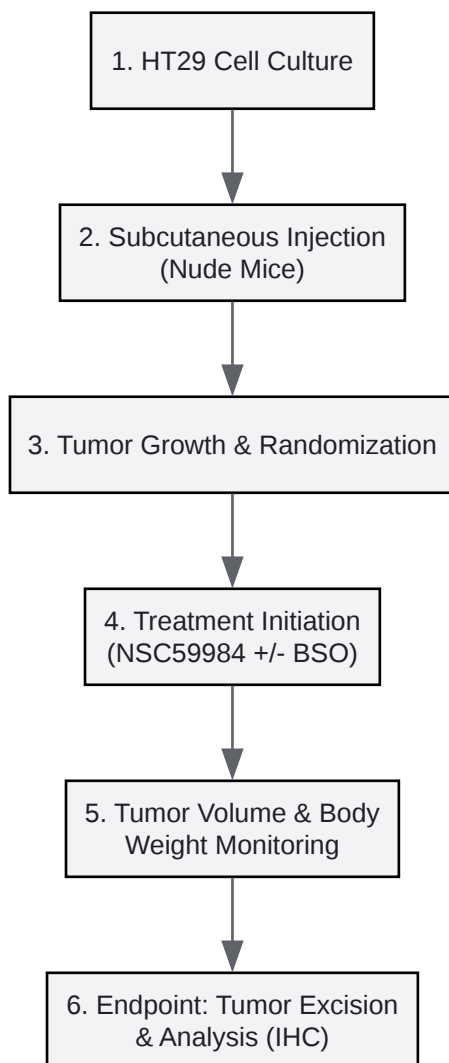 1. HT29 Cell Culture
2. Subcutaneous Injection
(Nude Mice)
3. Tumor Growth & Randomization
4. Treatment Initiation
(NSC59984 +/- BSO)
5. Tumor Volume & Body
Weight Monitoring
6. Endpoint: Tumor Excision
& Analysis (IHC)